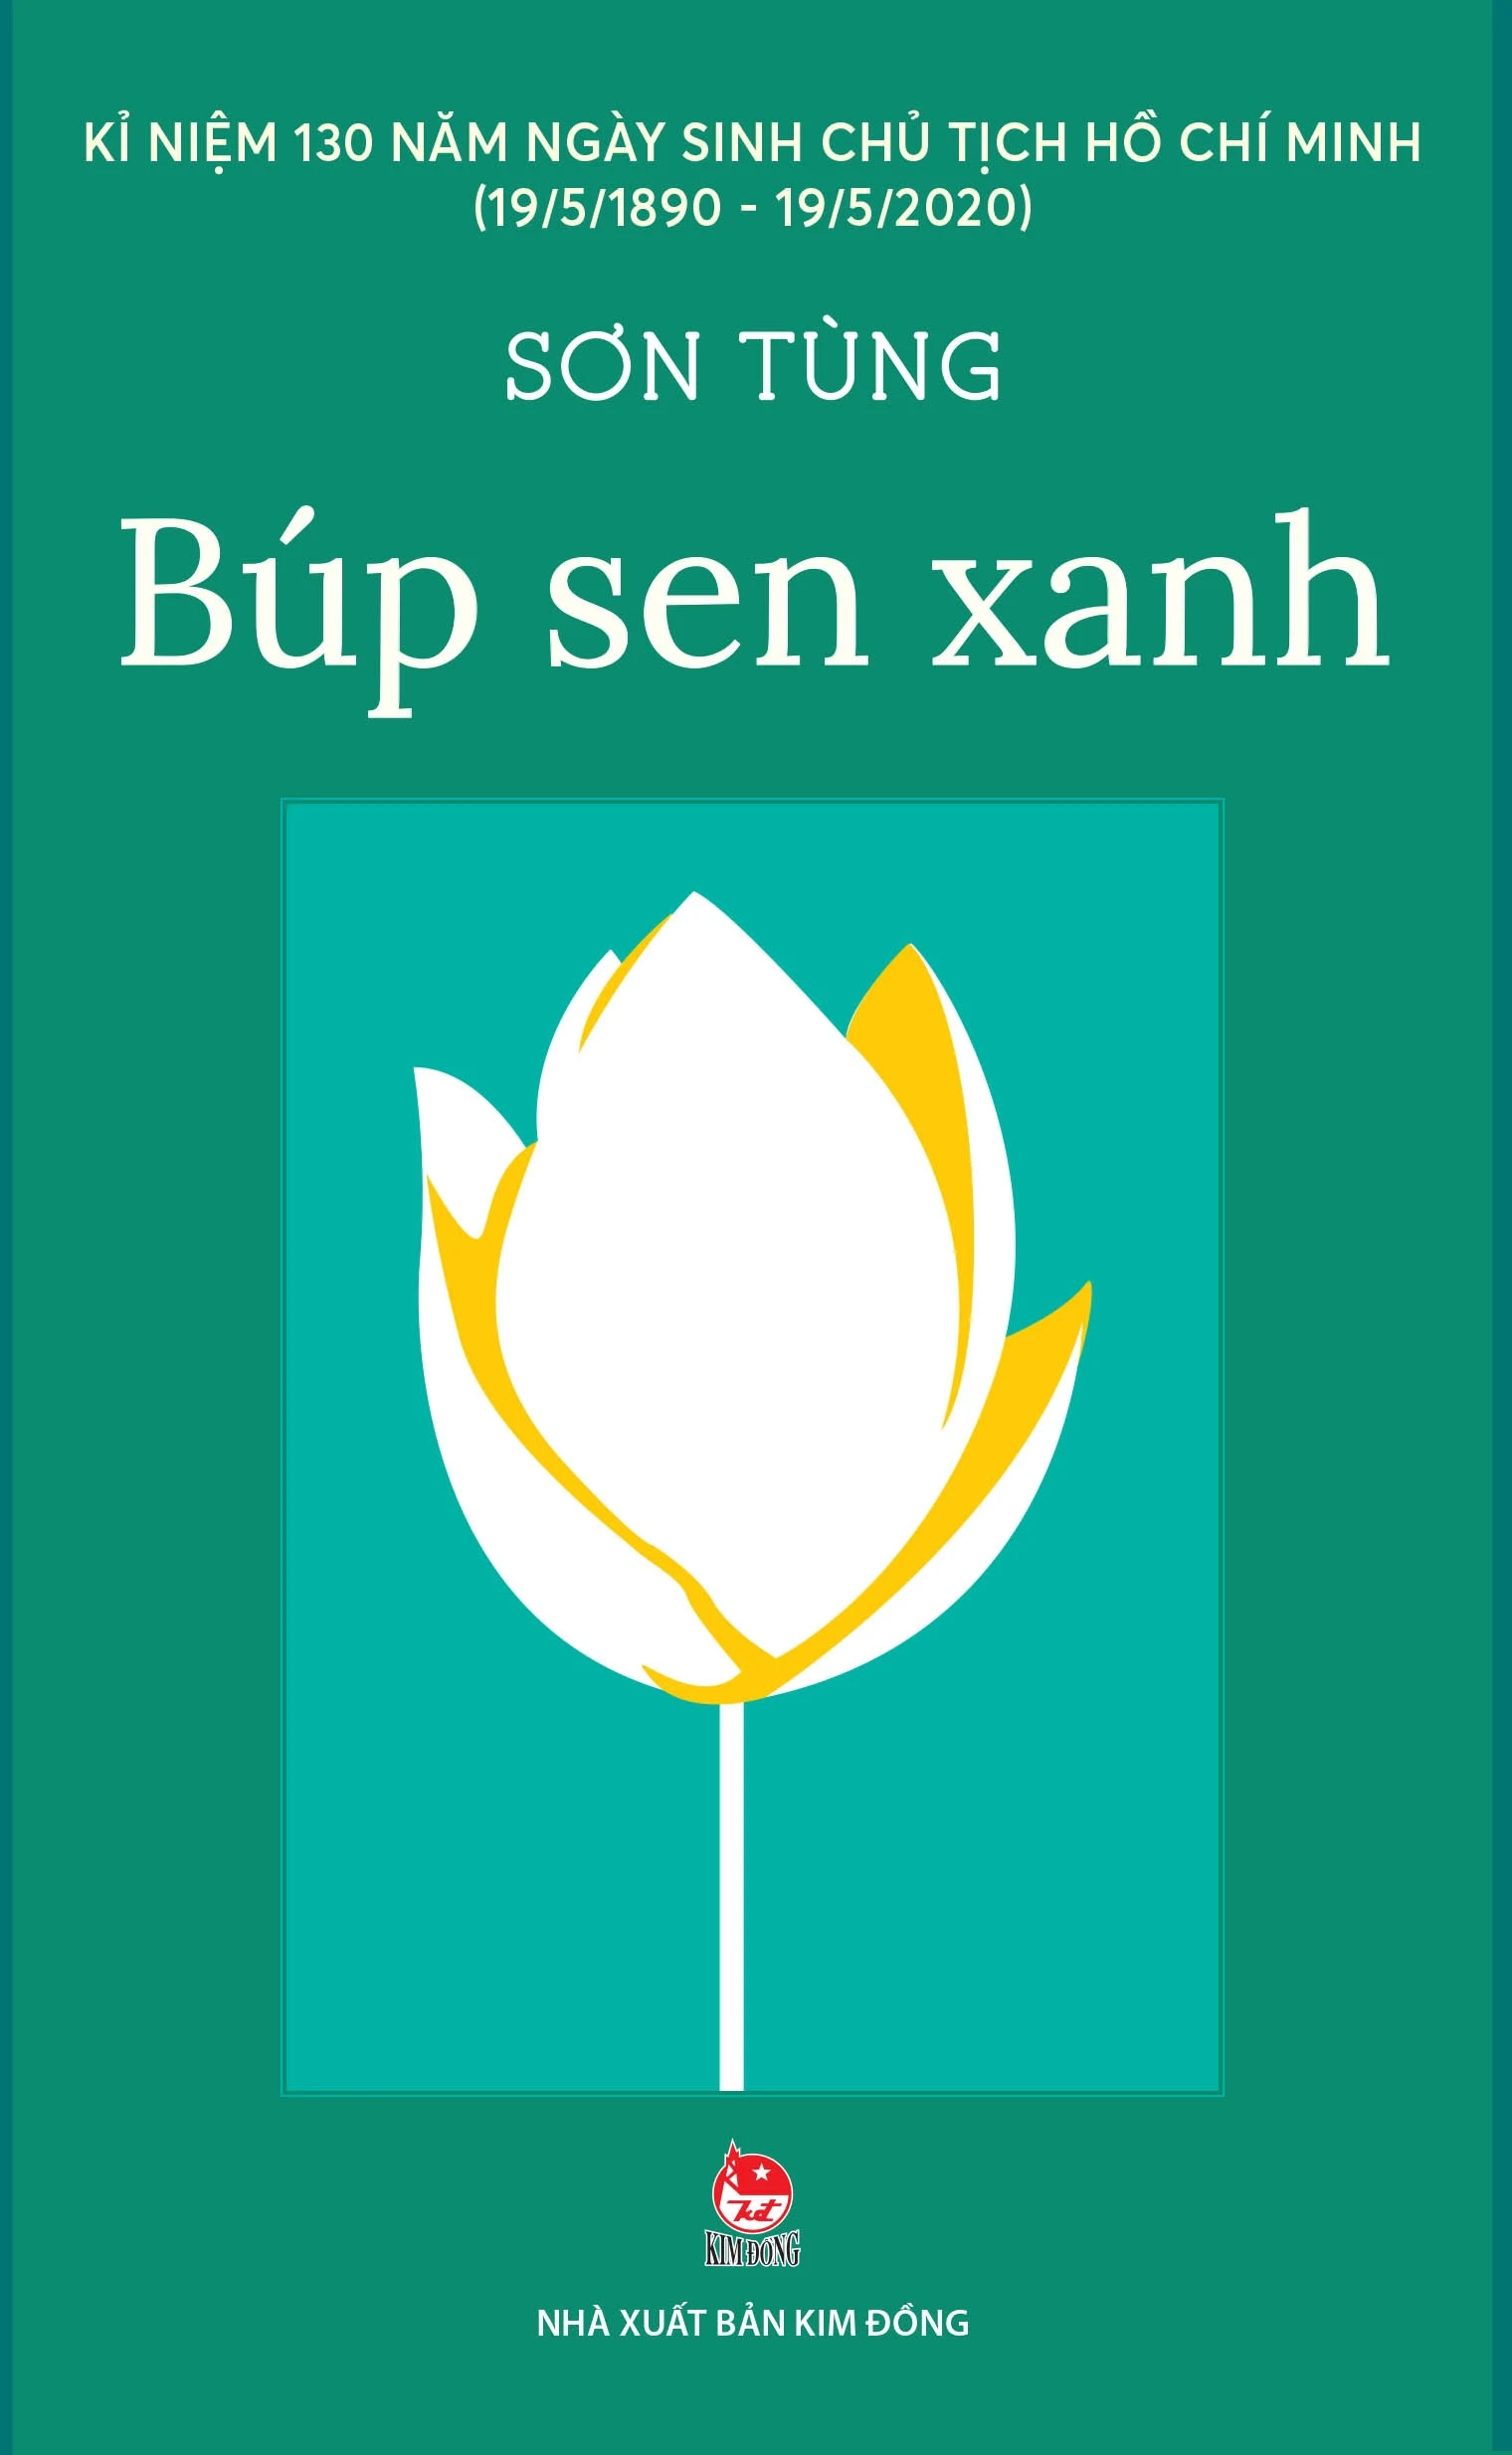 KỈ NIỆM 130 NĂM NGÀY SINH CHỦ TỊCH HỒ CHÍ MINH
(19/5/1890 - 19/5/2020)
SƠN TÙNG
Búp sen xanh
Kđ
KIM ĐỒNG
NHÀ XUẤT BẢN KIM ĐỒNG